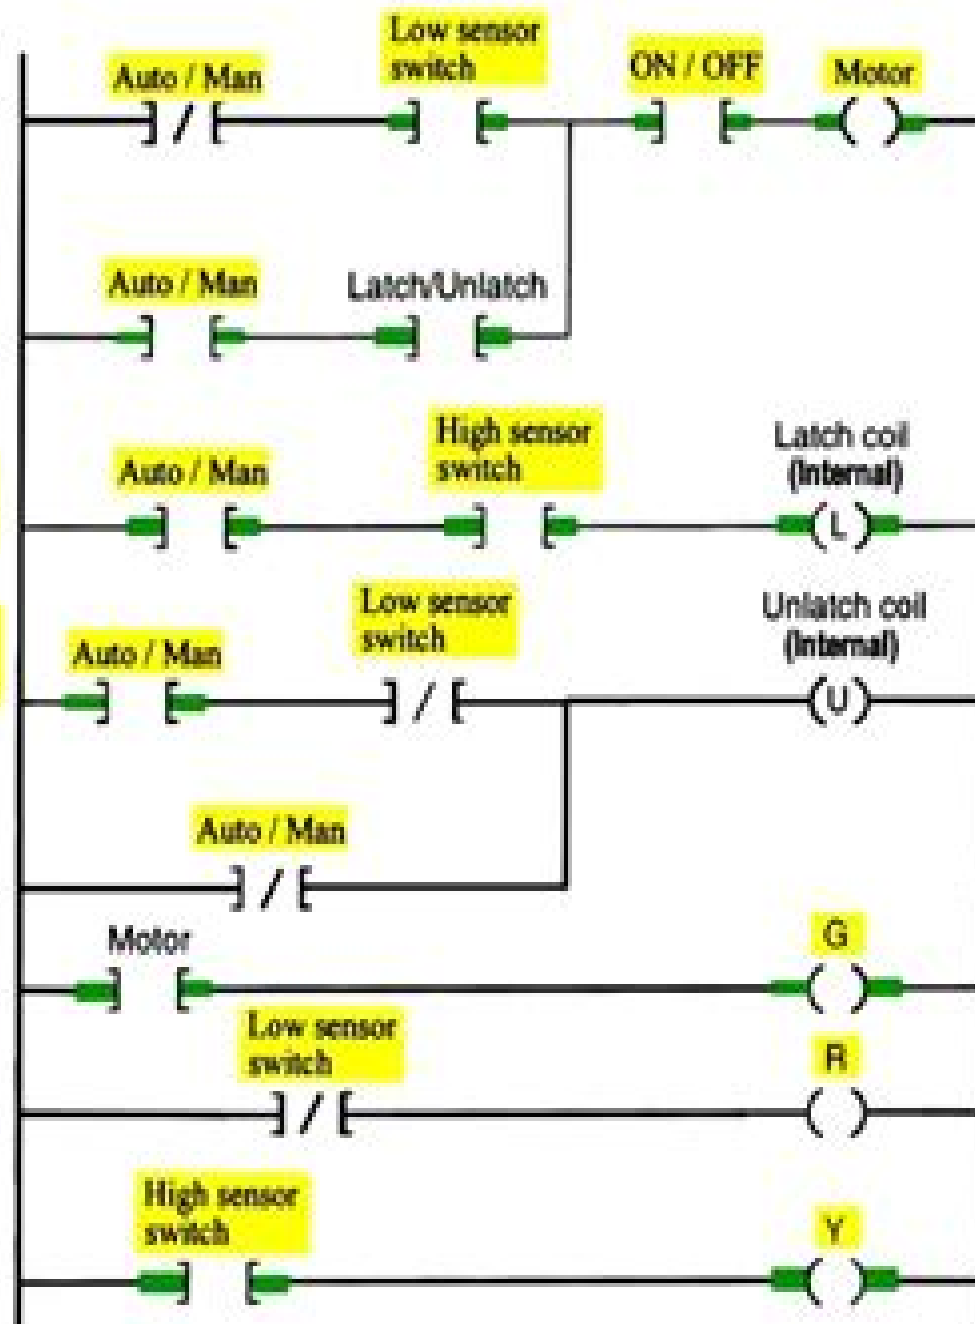 Low sensor
switch
Auto / Man
ON / OFF
Motor
Auto / Man
Latch/Unlatch
High sensor
switch
Auto / Man
Latch coil
(Internal)
L
Low sensor
switch
Auto / Man
Unlatch coil
(Internal)
U
Auto / Man
Motor
G
Low sensor
switch
R
High sensor
switch
Y